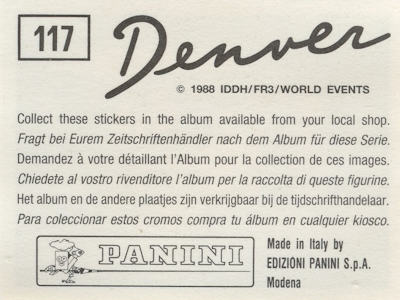 117
Denver
© 1988 IDDH/FR3/WORLD EVENTS
Collect these stickers in the album available from your local shop.
Fragt bei Eurem Zeitschriftenhändler nach dem Album für diese Serie.
Demandez à votre détaillant l'Album pour la collection de ces images.
Chiedete al vostro rivenditore l'album per la raccolta di queste figurine.
Het album en de andere plaatjes zijn verkrijgbaar bij de tijdschrifthandelaar.
Para coleccionar estos cromos compra tu álbum en cualquier kiosco.
PANINI
Made in Italy by
EDIZIONI PANINI S.p.A.
Modena